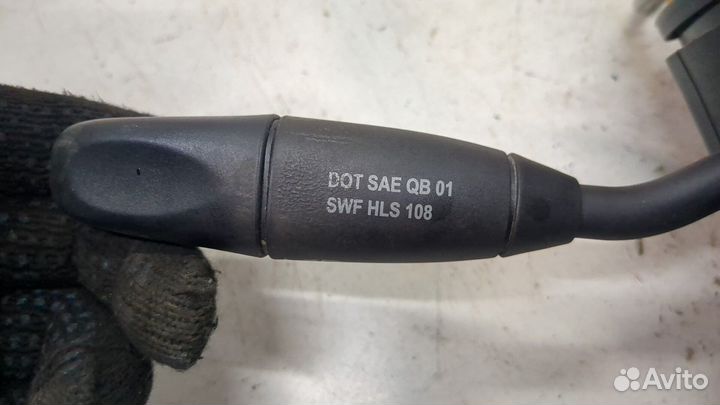 DOT SAE QB 01
SWF HLS 108
Avito